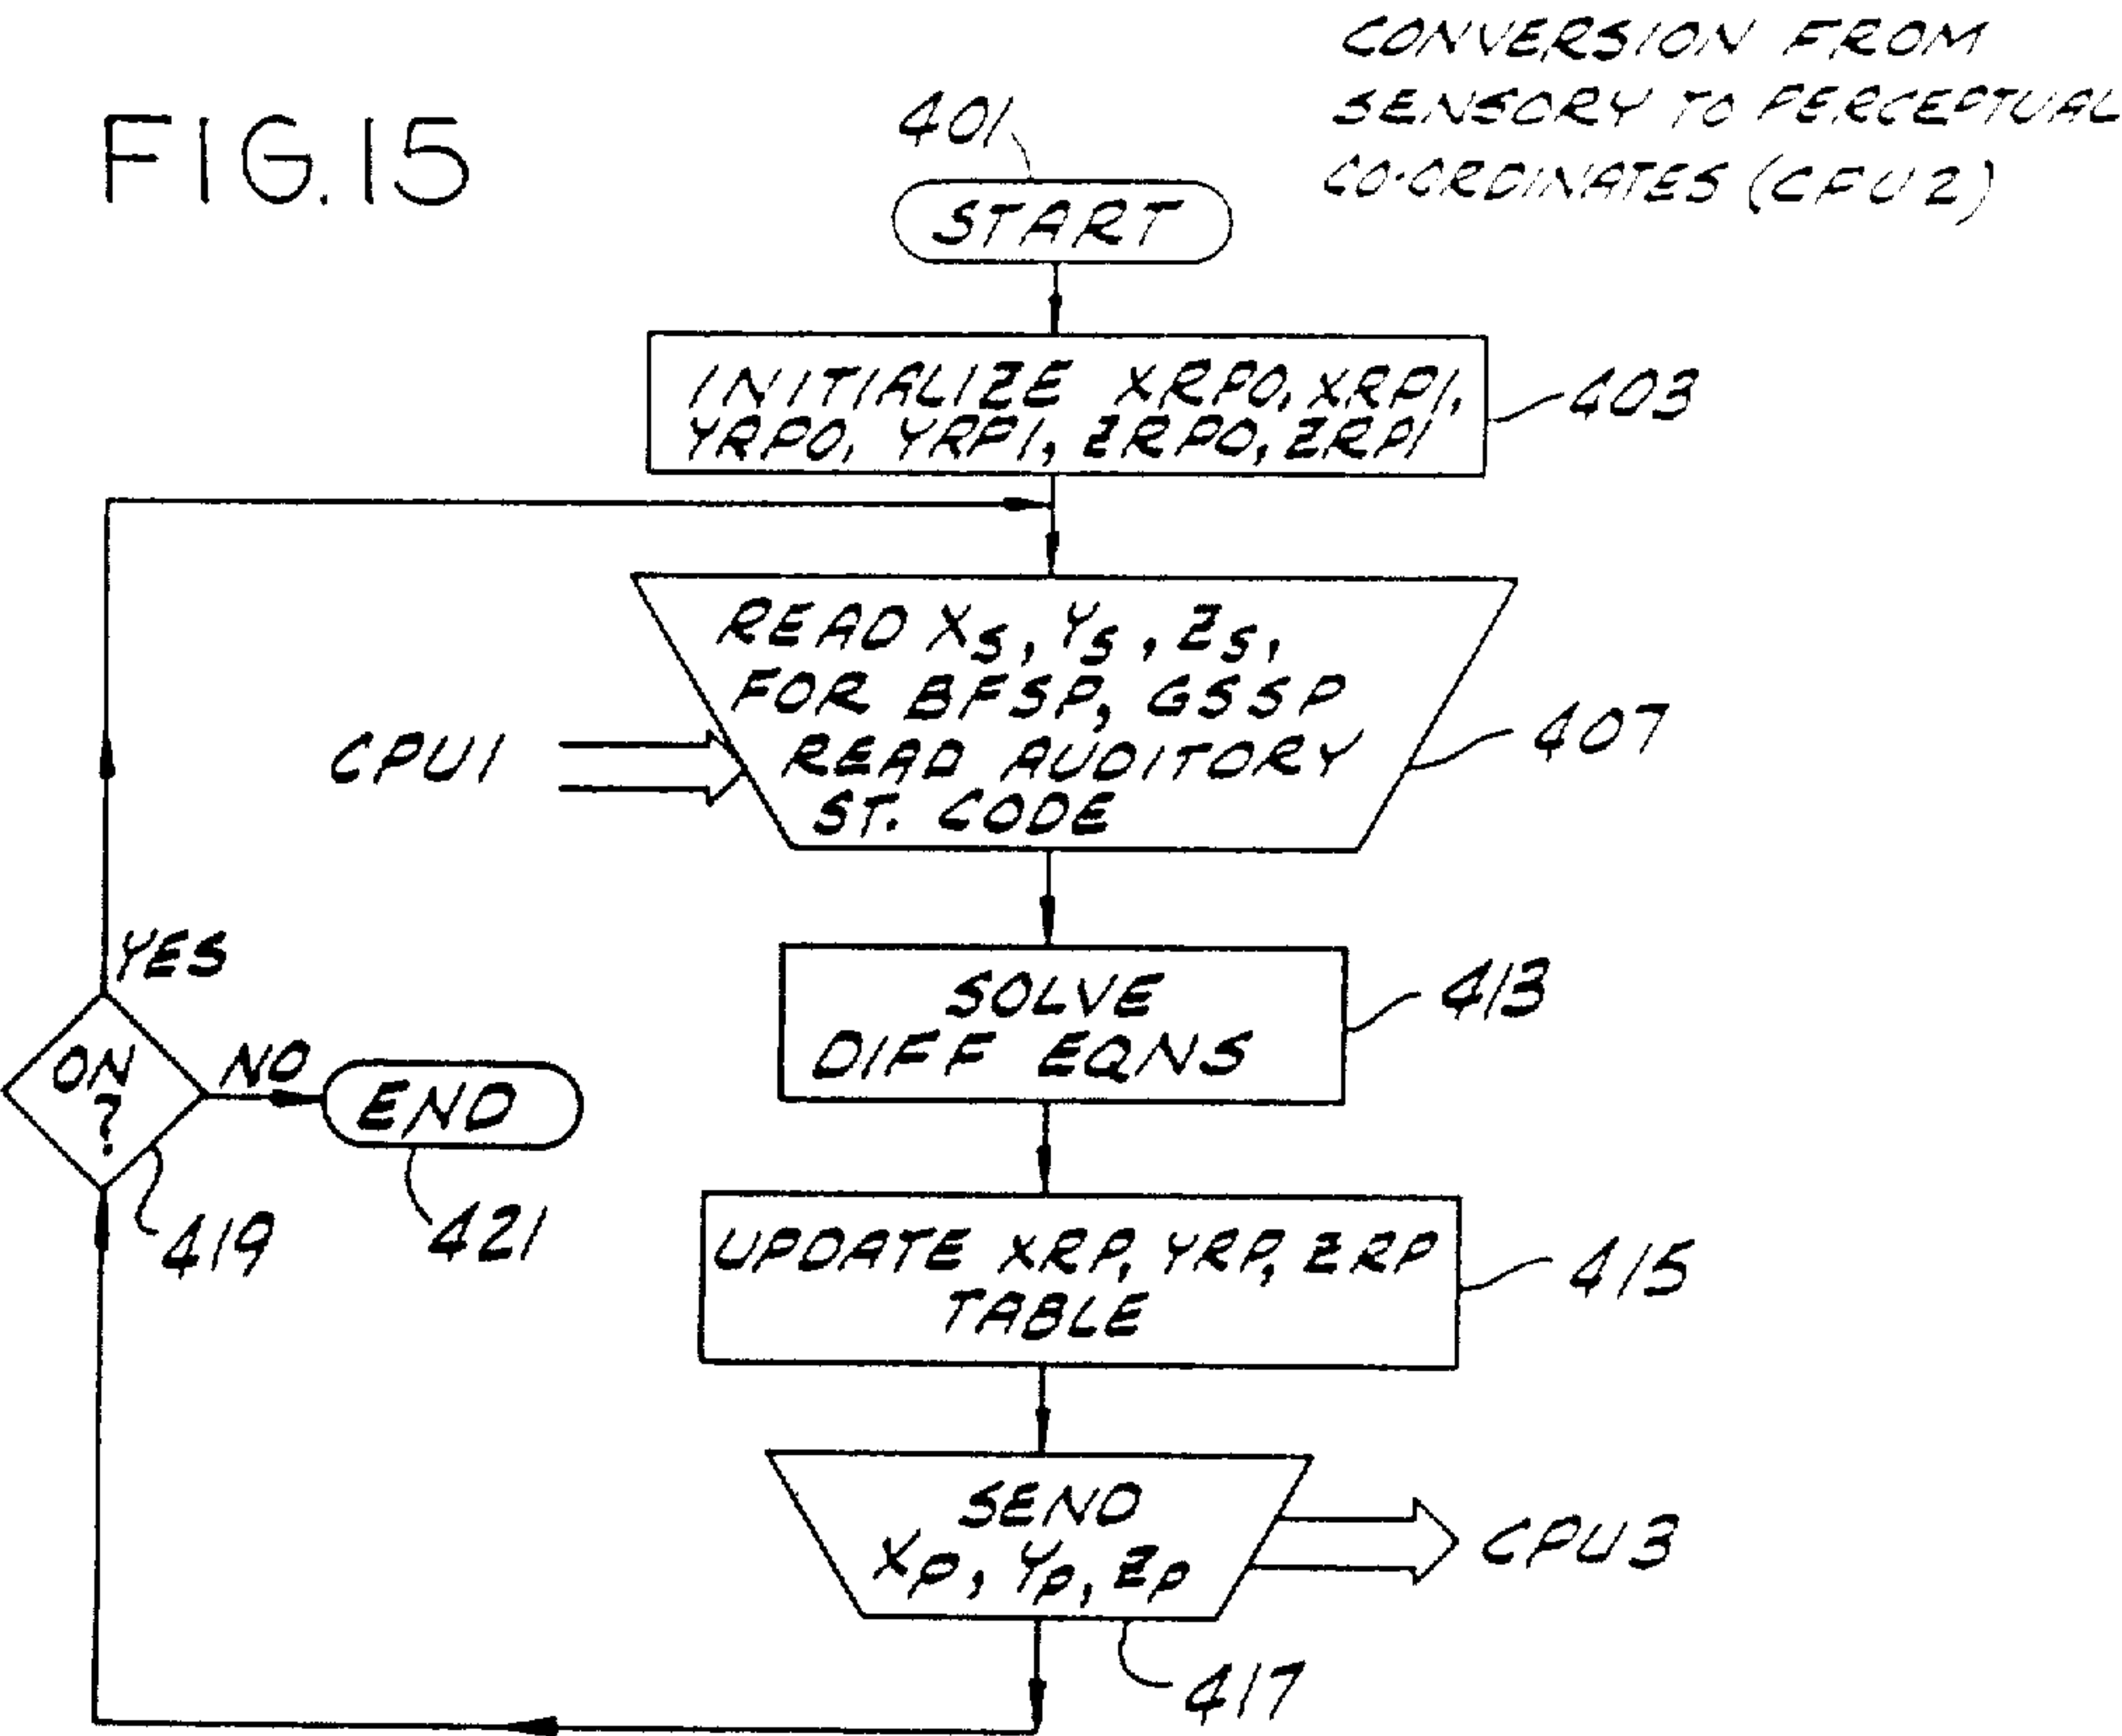 FIG. 15
CONVERSION FROM
SENSORY TO PERCEPTUAL
CO-ORDINATES (CPU 2)
401
START
INITIALIZE XRP0, XRP1,
YRP0, YRP1, ZRP0, ZRP1
403
READ Xs, Ys, Zs,
FOR BFSP, GSSP
READ AUDITORY
ST. CODE
407
CPU1
SOLVE
DIFF EQNS
413
YES
ON
?
NO
END
419
421
UPDATE XRP, YRP, ZRP
TABLE
415
SEND
Xp, Yp, Zp
CPU3
417